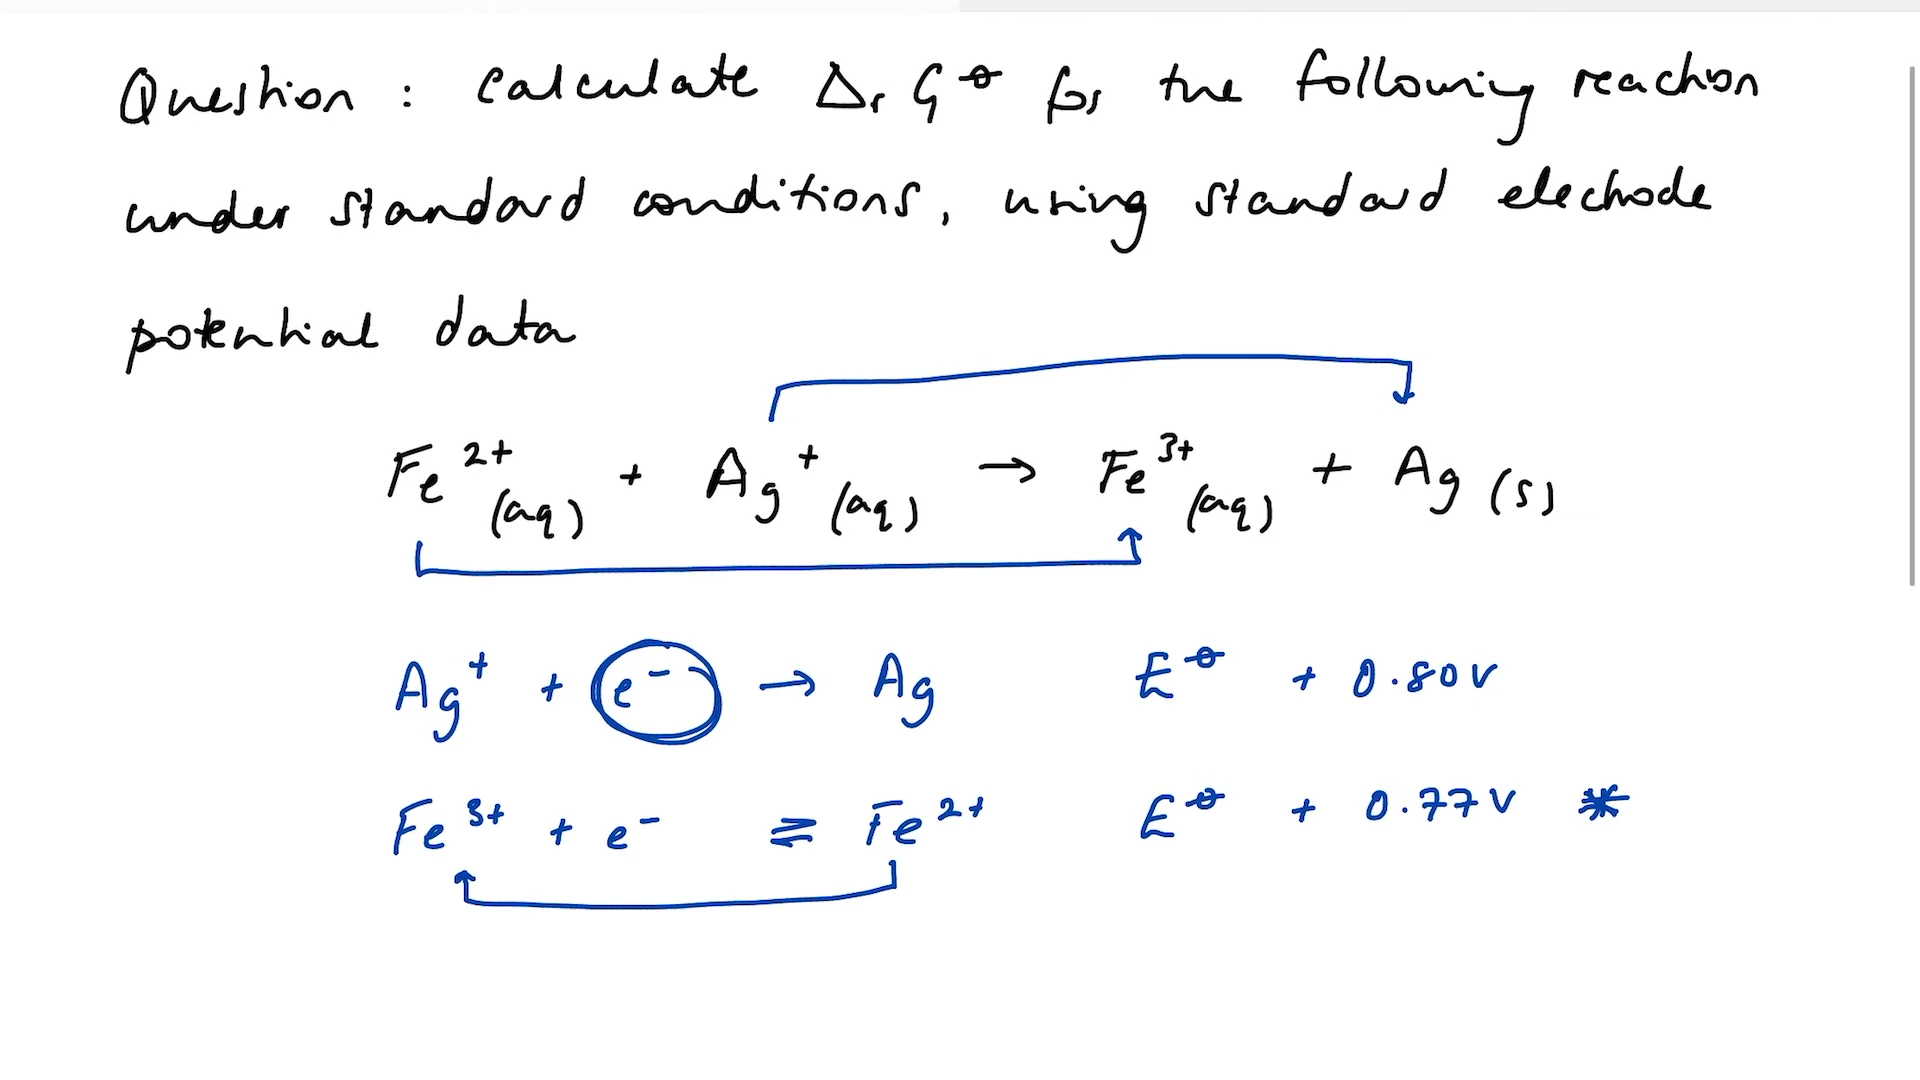 Question : Calculate Δr G⦵ for the following reaction
under standard conditions, using standard electrode
potential data
Fe²⁺(aq) + Ag⁺(aq) → Fe³⁺(aq) + Ag(s)
Ag⁺ + e⁻ → Ag E⦵ + 0.80V
Fe³⁺ + e⁻ ⇌ Fe²⁺ E⦵ + 0.77V *